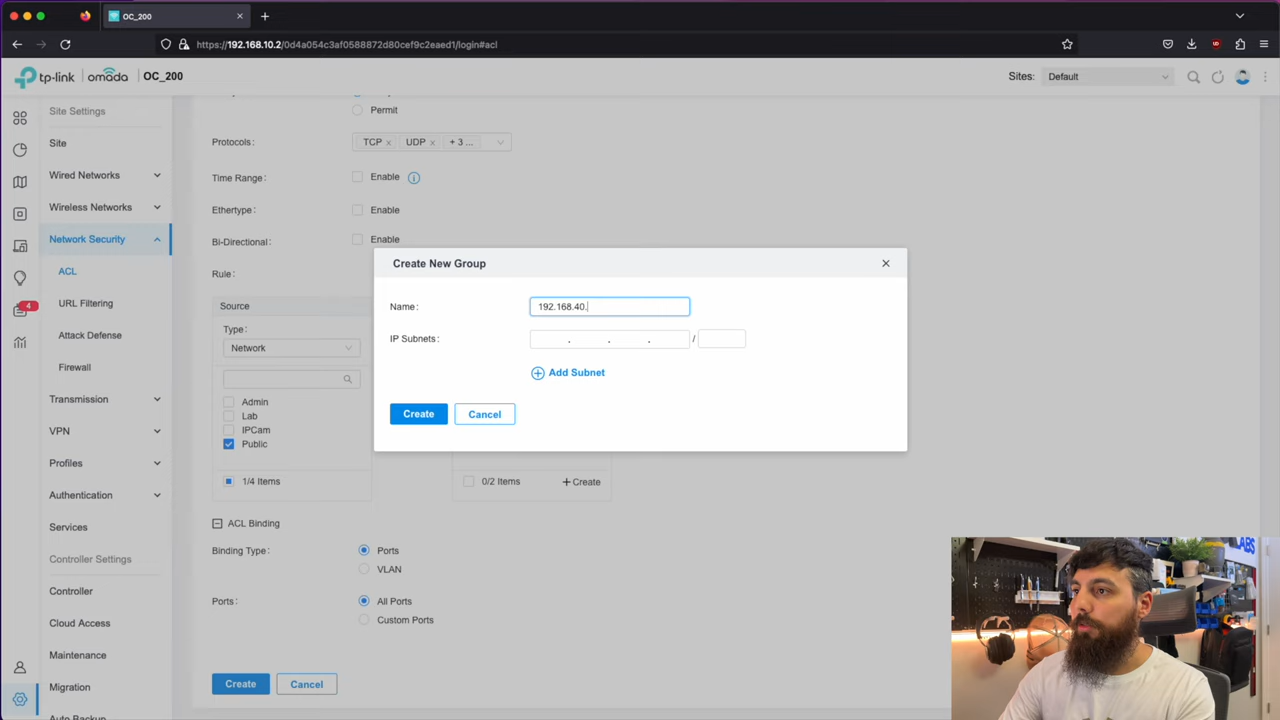 OC_200
https://192.168.10.2/0d4a054c3af0588872d80cef9c2eaed1/login#acl
tp-link omada OC_200 Sites: Default
Site Settings
Permit
Site
Protocols: TCP UDP + 3 ...
Wired Networks
Time Range: Enable
Wireless Networks
Ethertype: Enable
Network Security
Bi-Directional: Enable
Create New Group
ACL
Rule:
URL Filtering
Source
Name: 192.168.40.
Type:
Attack Defense
IP Subnets: . . . /
Network
Firewall
Add Subnet
Transmission
Admin
Lab
Create Cancel
VPN
IPCam
Public
Profiles
1/4 Items
0/2 Items + Create
Authentication
ACL Binding
Services
Binding Type: Ports
VLAN
Controller Settings
Controller
Ports: All Ports
Custom Ports
Cloud Access
Maintenance
Migration
Create Cancel
Auto Backup
4
LABS